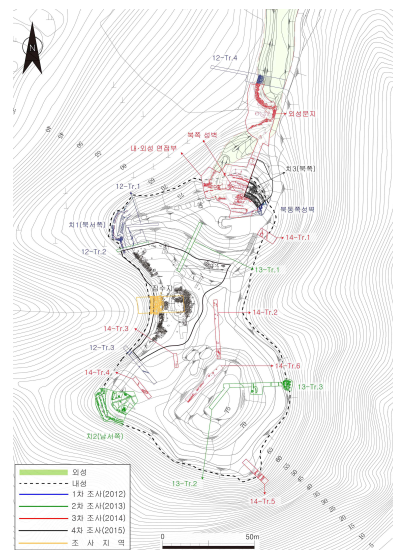 N
12-Tr.4
외성문지
북쪽 성벽
내·외성 연접부
치3(북쪽)
12-Tr.1
치1(북서쪽)
북동쪽성벽
14-Tr.1
12-Tr.2
13-Tr.1
집수지
14-Tr.2
14-Tr.3
12-Tr.3
14-Tr.4
14-Tr.6
13-Tr.3
치2(남서쪽)
13-Tr.2
14-Tr.5
외성
내성
1차 조사(2012)
2차 조사(2013)
3차 조사(2014)
4차 조사(2015)
조 사 지 역
0 50m